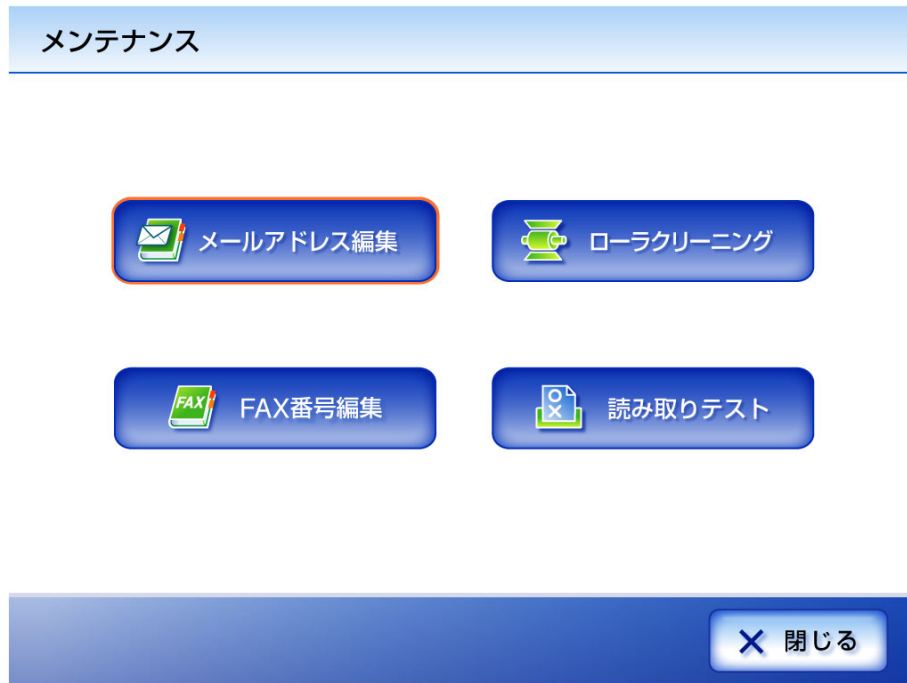 メンテナンス
メールアドレス編集
ローラクリーニング
FAX FAX番号編集
読み取りテスト
閉じる